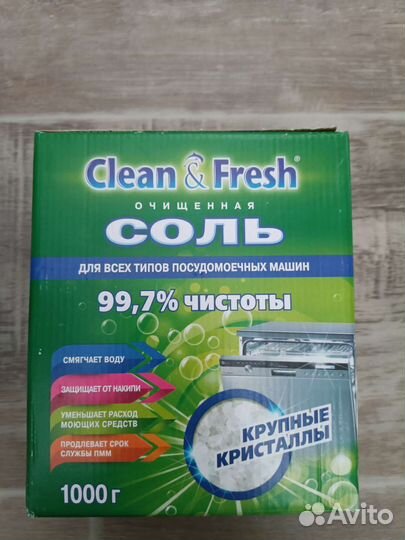 Clean & Fresh®
ОЧИЩЕННАЯ
СОЛЬ
ДЛЯ ВСЕХ ТИПОВ ПОСУДОМОЕЧНЫХ МАШИН
99,7% ЧИСТОТЫ
СМЯГЧАЕТ ВОДУ
ЗАЩИЩАЕТ ОТ НАКИПИ
УМЕНЬШАЕТ РАСХОД
МОЮЩИХ СРЕДСТВ
ПРОДЛЕВАЕТ СРОК
СЛУЖБЫ ПММ
КРУПНЫЕ
КРИСТАЛЛЫ
1000 г
Avito